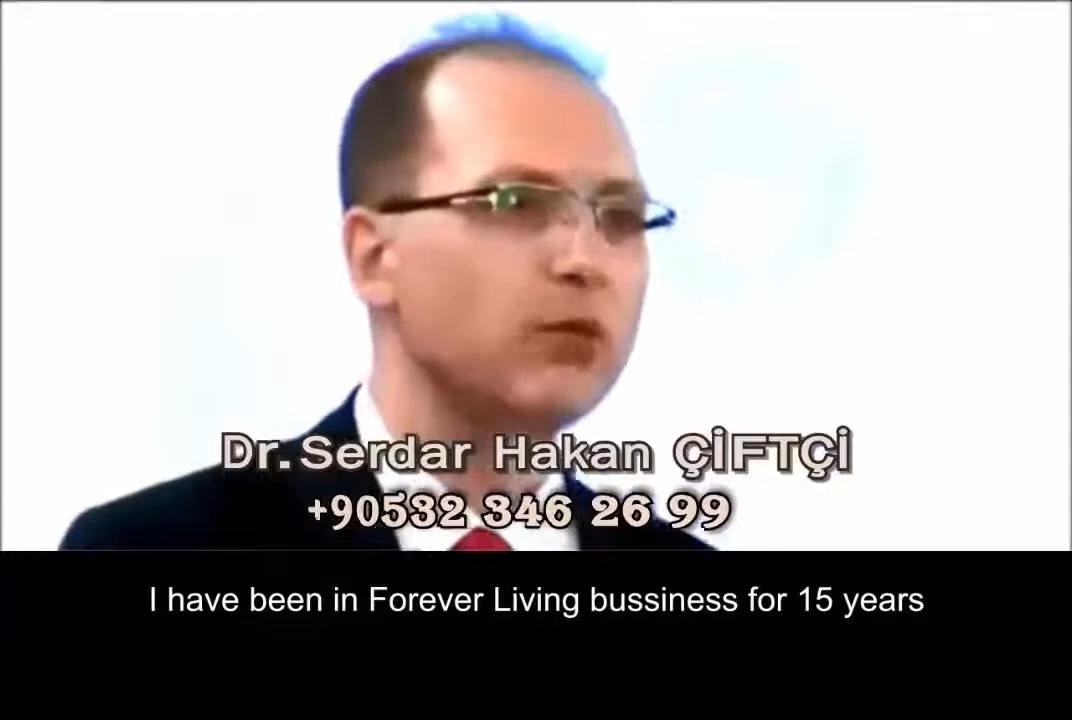 Dr. Serdar Hakan ÇİFTÇİ
+90532 346 26 99
I have been in Forever Living bussiness for 15 years